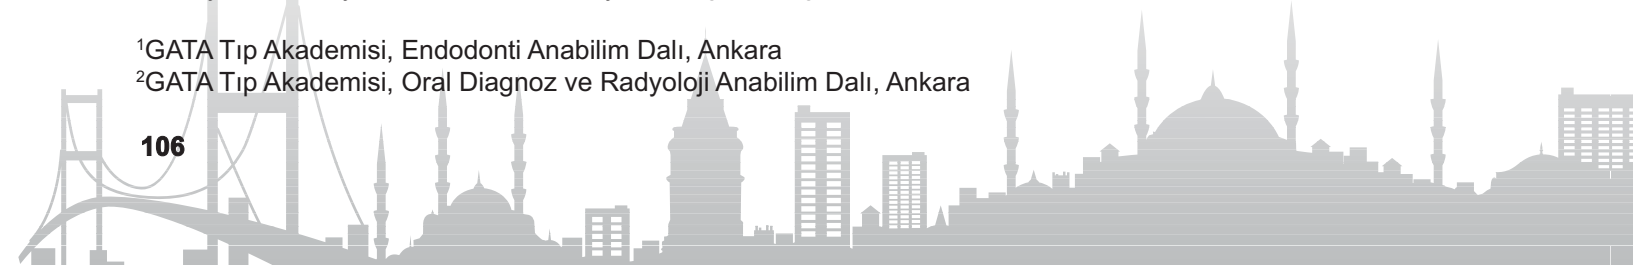 ¹GATA Tıp Akademisi, Endodonti Anabilim Dalı, Ankara
²GATA Tıp Akademisi, Oral Diagnoz ve Radyoloji Anabilim Dalı, Ankara
106